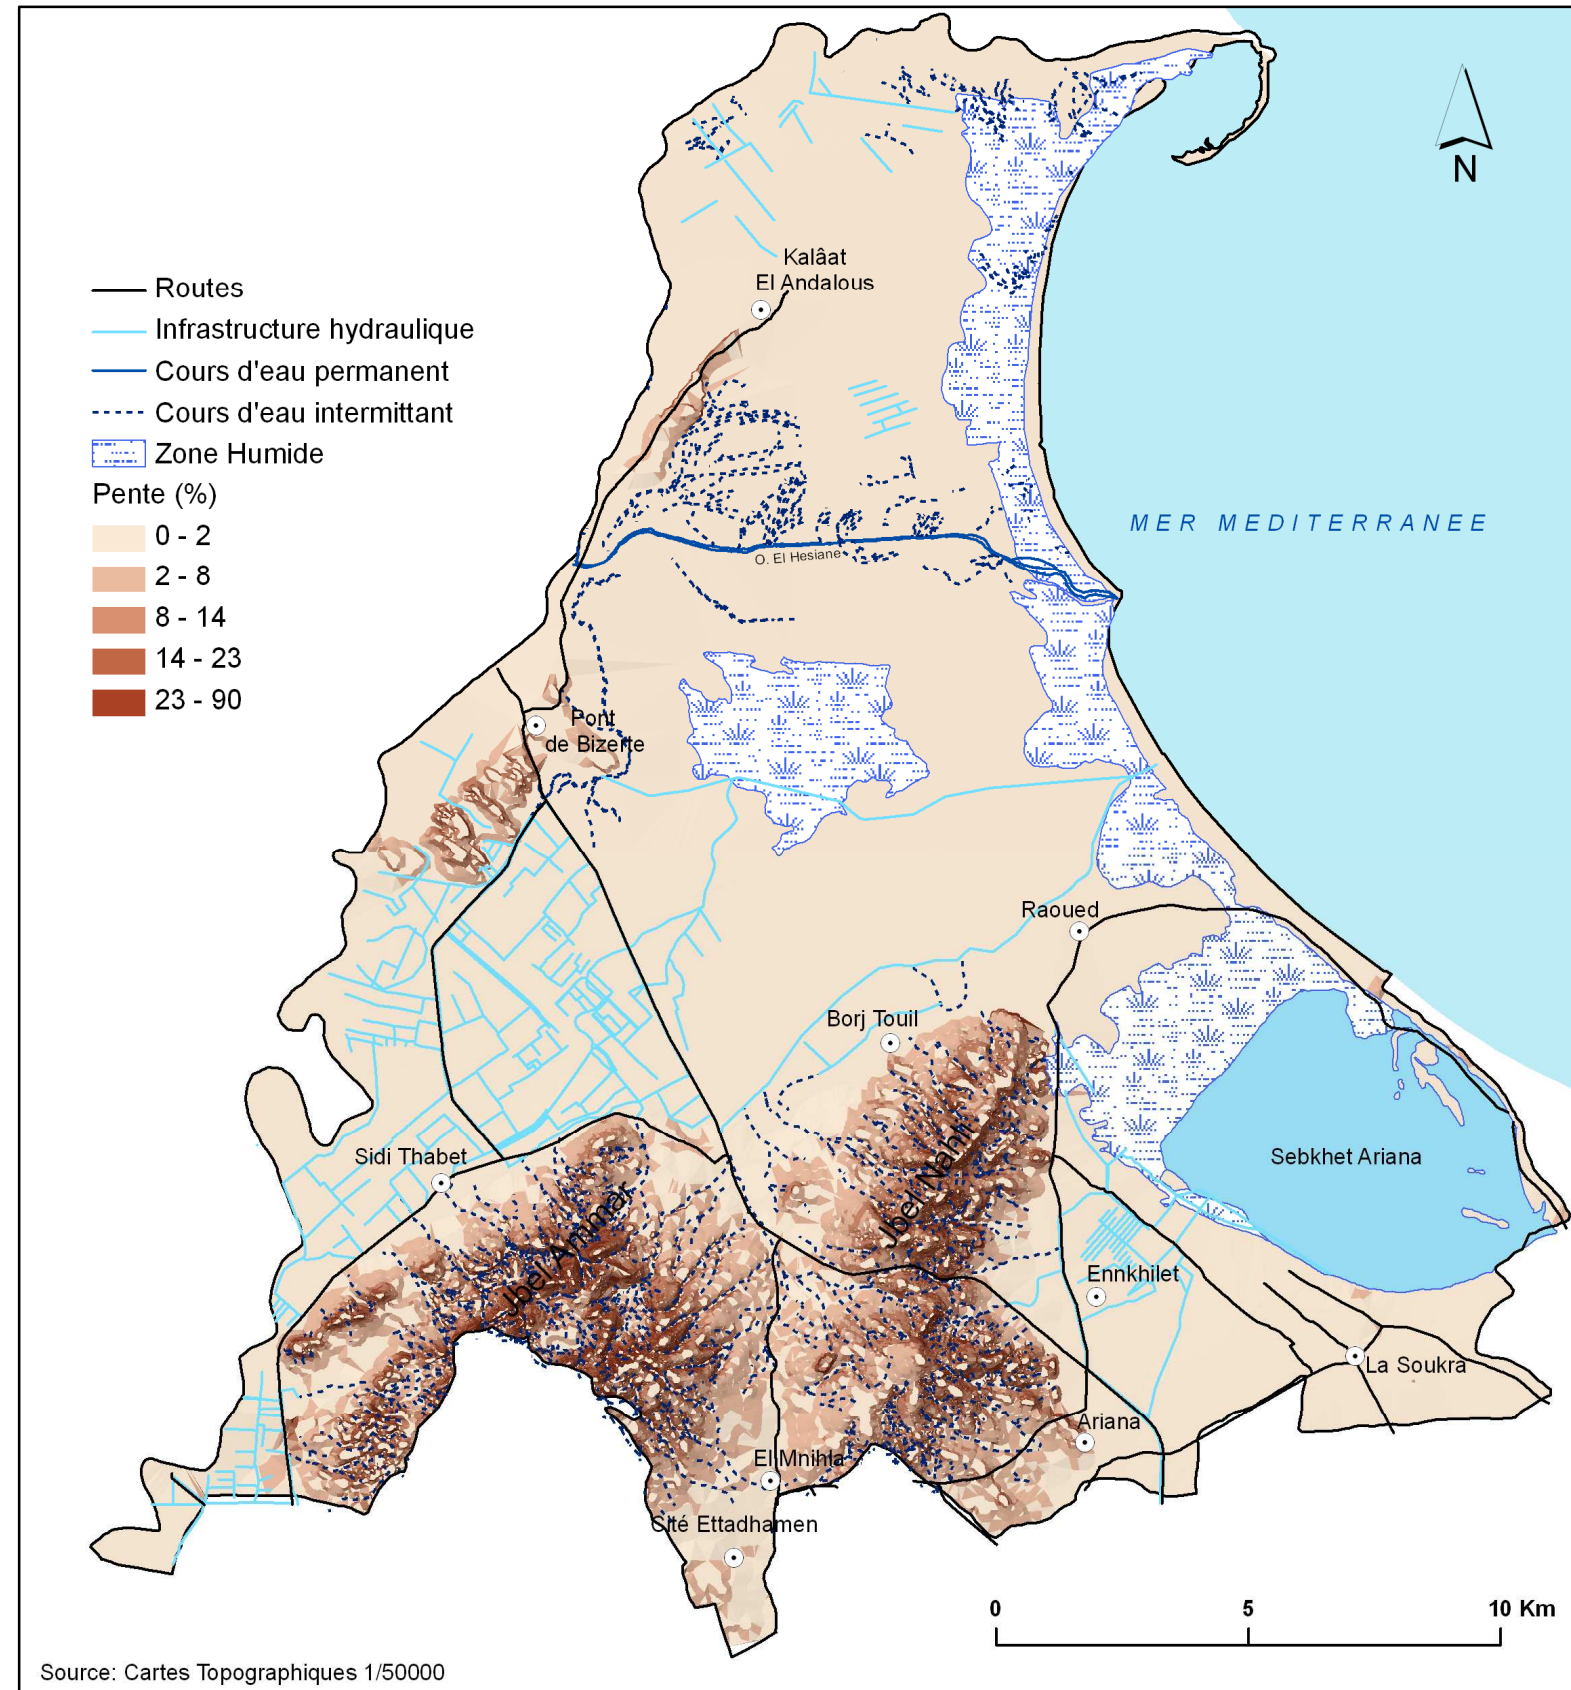 N
Kalâat
El Andalous
Routes
Infrastructure hydraulique
Cours d'eau permanent
Cours d'eau intermittant
Zone Humide
Pente (%)
0 - 2
2 - 8
8 - 14
14 - 23
23 - 90
MER MEDITERRANEE
O. El Hesiane
Pont
de Bizerte
Raoued
Borj Touil
Sidi Thabet
Jbel Ammar
Jbel Nahli
Sebkhet Ariana
Ennkhilet
La Soukra
Ariana
El Mnihla
Cité Ettadhamen
0 5 10 Km
Source: Cartes Topographiques 1/50000